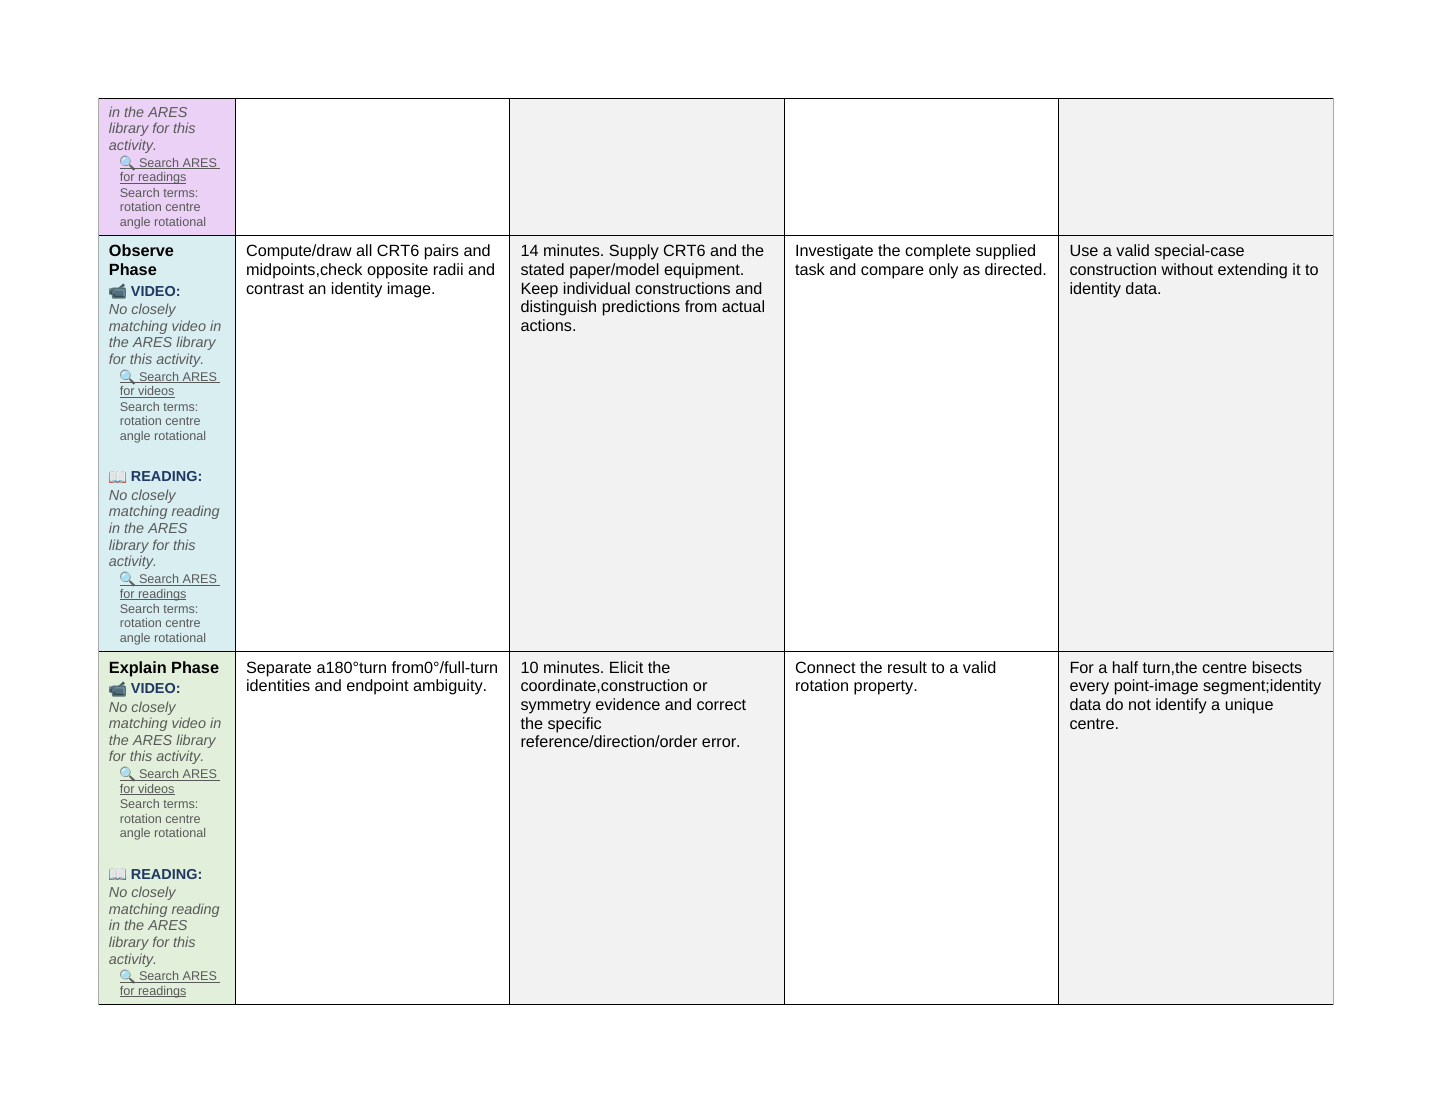 in the ARES
library for this
activity.
🔍 Search ARES
for readings
Search terms:
rotation centre
angle rotational
Observe
Phase
📹 VIDEO:
No closely
matching video in
the ARES library
for this activity.
🔍 Search ARES
for videos
Search terms:
rotation centre
angle rotational
📖 READING:
No closely
matching reading
in the ARES
library for this
activity.
🔍 Search ARES
for readings
Search terms:
rotation centre
angle rotational
Compute/draw all CRT6 pairs and
midpoints,check opposite radii and
contrast an identity image.
14 minutes. Supply CRT6 and the
stated paper/model equipment.
Keep individual constructions and
distinguish predictions from actual
actions.
Investigate the complete supplied
task and compare only as directed.
Use a valid special-case
construction without extending it to
identity data.
Explain Phase
📹 VIDEO:
No closely
matching video in
the ARES library
for this activity.
🔍 Search ARES
for videos
Search terms:
rotation centre
angle rotational
📖 READING:
No closely
matching reading
in the ARES
library for this
activity.
🔍 Search ARES
for readings
Separate a180°turn from0°/full-turn
identities and endpoint ambiguity.
10 minutes. Elicit the
coordinate,construction or
symmetry evidence and correct
the specific
reference/direction/order error.
Connect the result to a valid
rotation property.
For a half turn,the centre bisects
every point-image segment;identity
data do not identify a unique
centre.